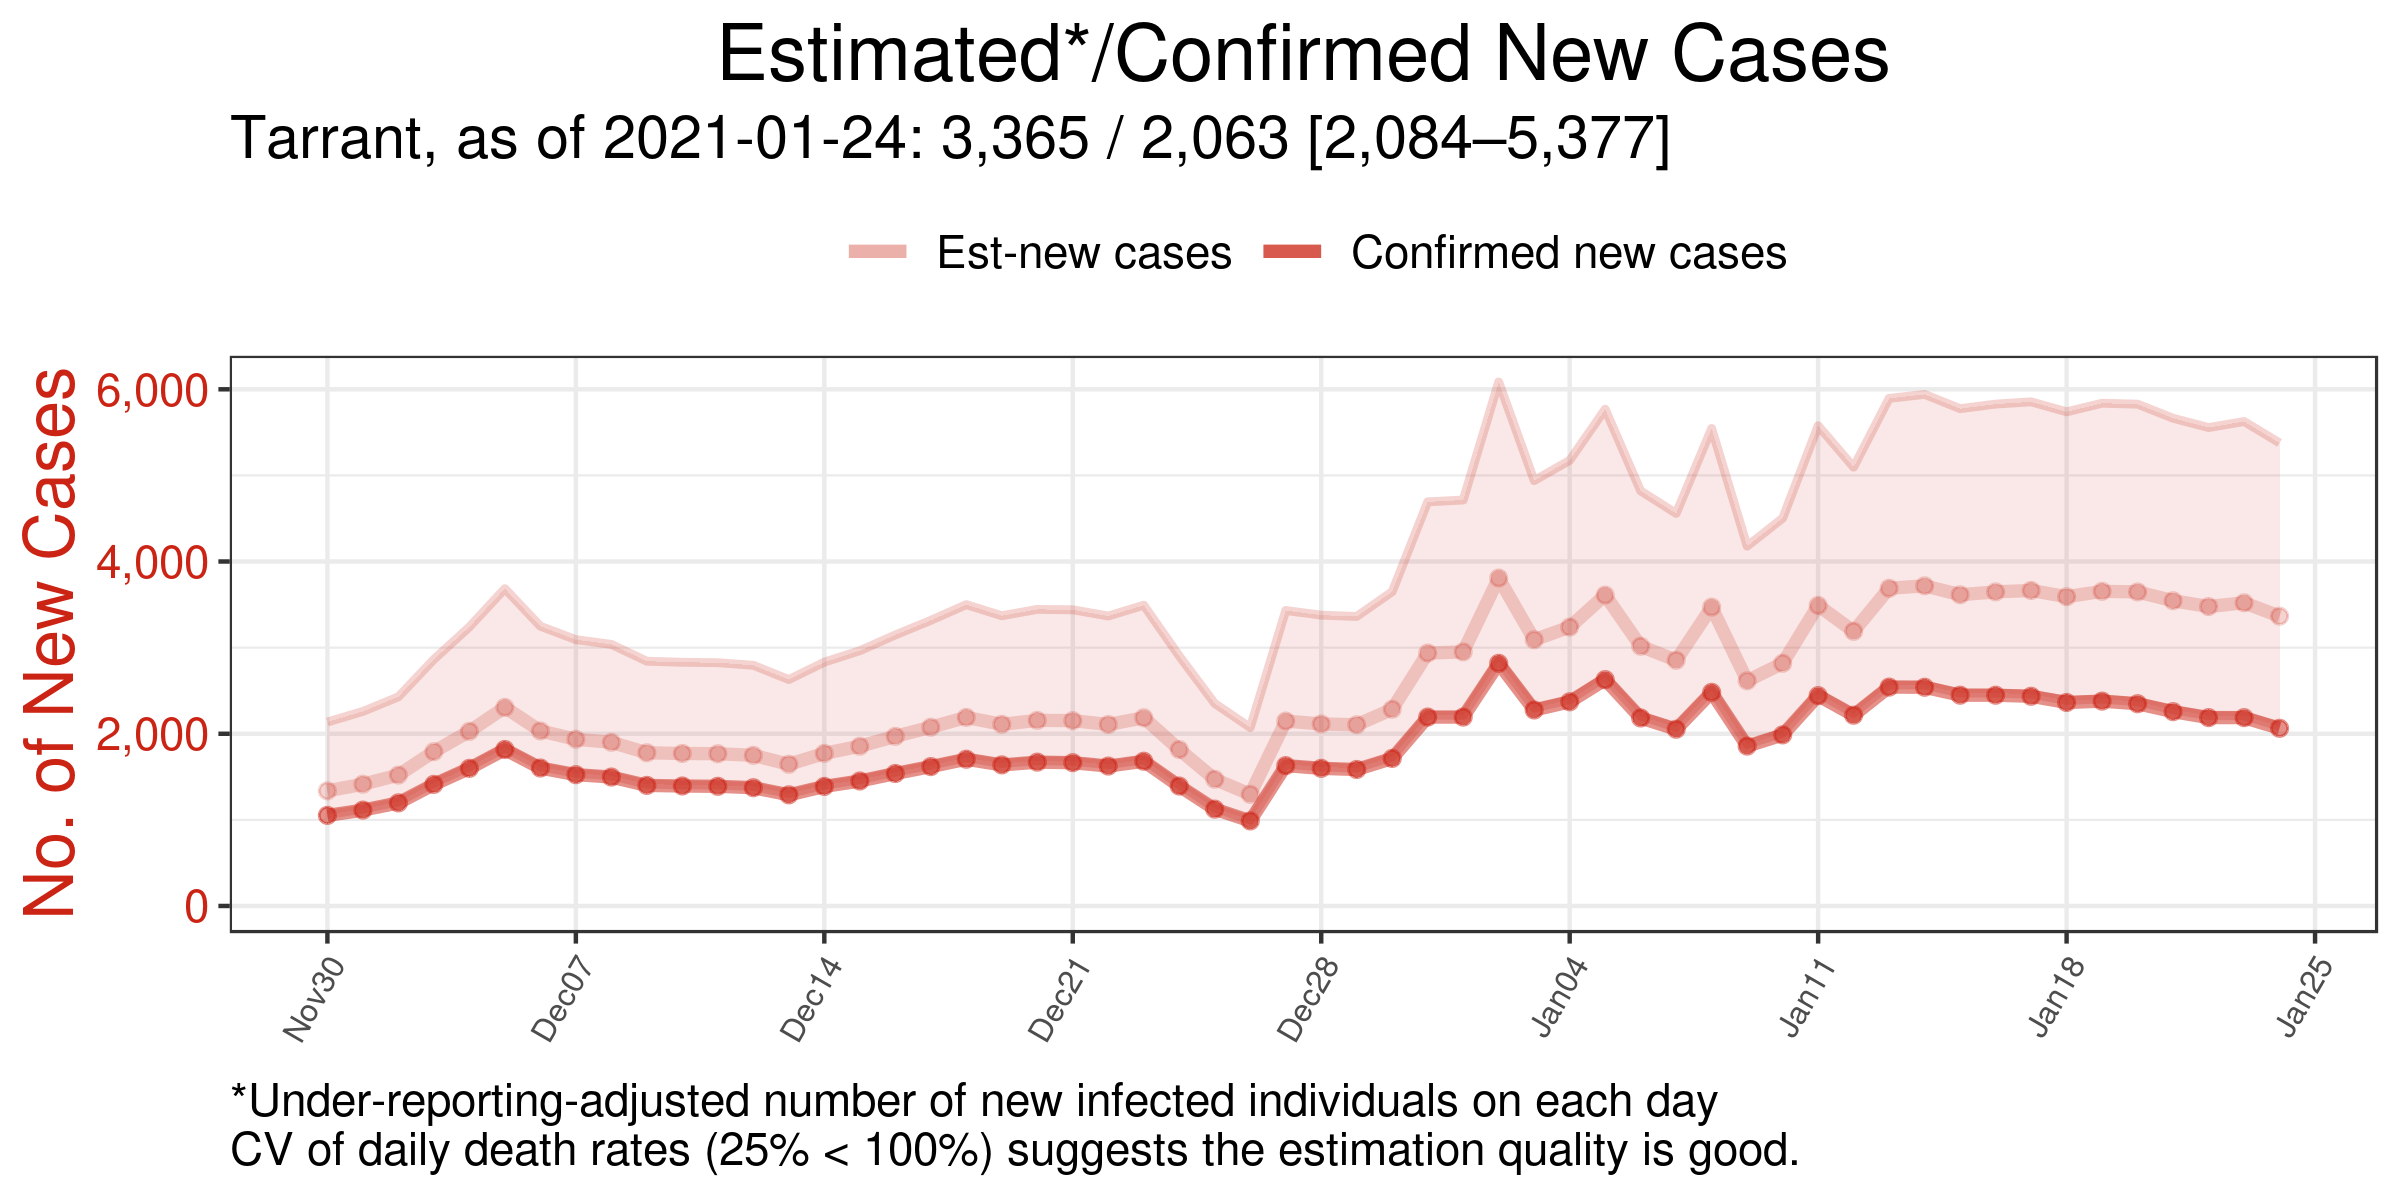 Estimated*/Confirmed New Cases
Tarrant, as of 2021-01-24: 3,365 / 2,063 [2,084–5,377]
Est-new cases Confirmed new cases
No. of New Cases
6,000
4,000
2,000
0
Nov30 Dec07 Dec14 Dec21 Dec28 Jan04 Jan11 Jan18 Jan25
*Under-reporting-adjusted number of new infected individuals on each day
CV of daily death rates (25% < 100%) suggests the estimation quality is good.